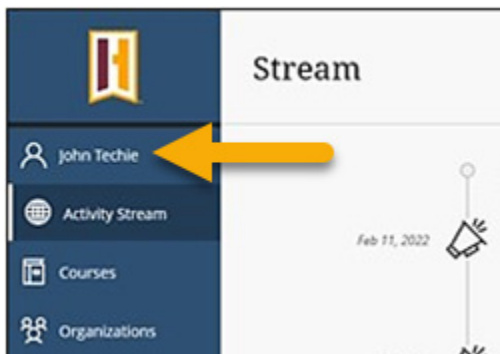 Stream
John Techie
Activity Stream
Feb 11, 2022
Courses
Organizations